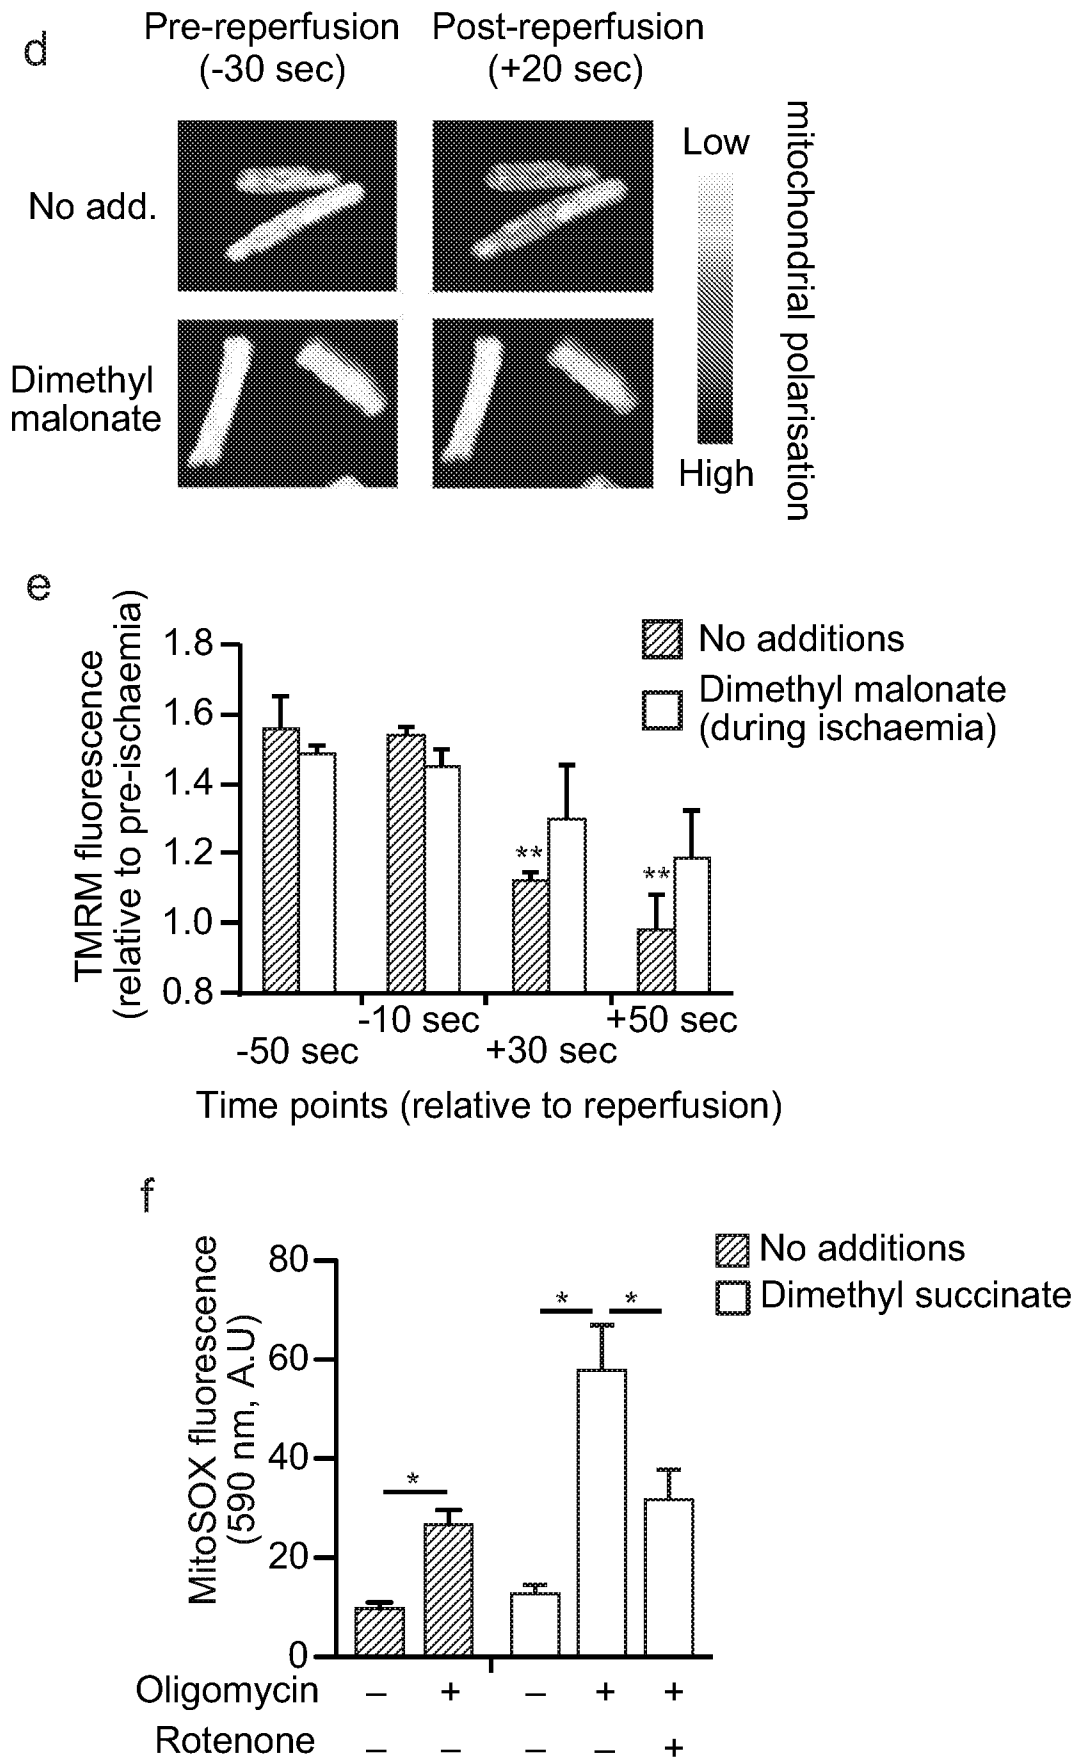 d
Pre-reperfusion
(-30 sec)
Post-reperfusion
(+20 sec)
No add.
Dimethyl
malonate
Low
High
mitochondrial polarisation
e
TMRM fluorescence
(relative to pre-ischaemia)
1.8
1.6
1.4
1.2
1.0
0.8
**
**
No additions
Dimethyl malonate
(during ischaemia)
-50 sec
-10 sec
+30 sec
+50 sec
Time points (relative to reperfusion)
f
MitoSOX fluorescence
(590 nm, A.U)
80
60
40
20
0
*
*
*
No additions
Dimethyl succinate
Oligomycin – + – + +
Rotenone – – – – +